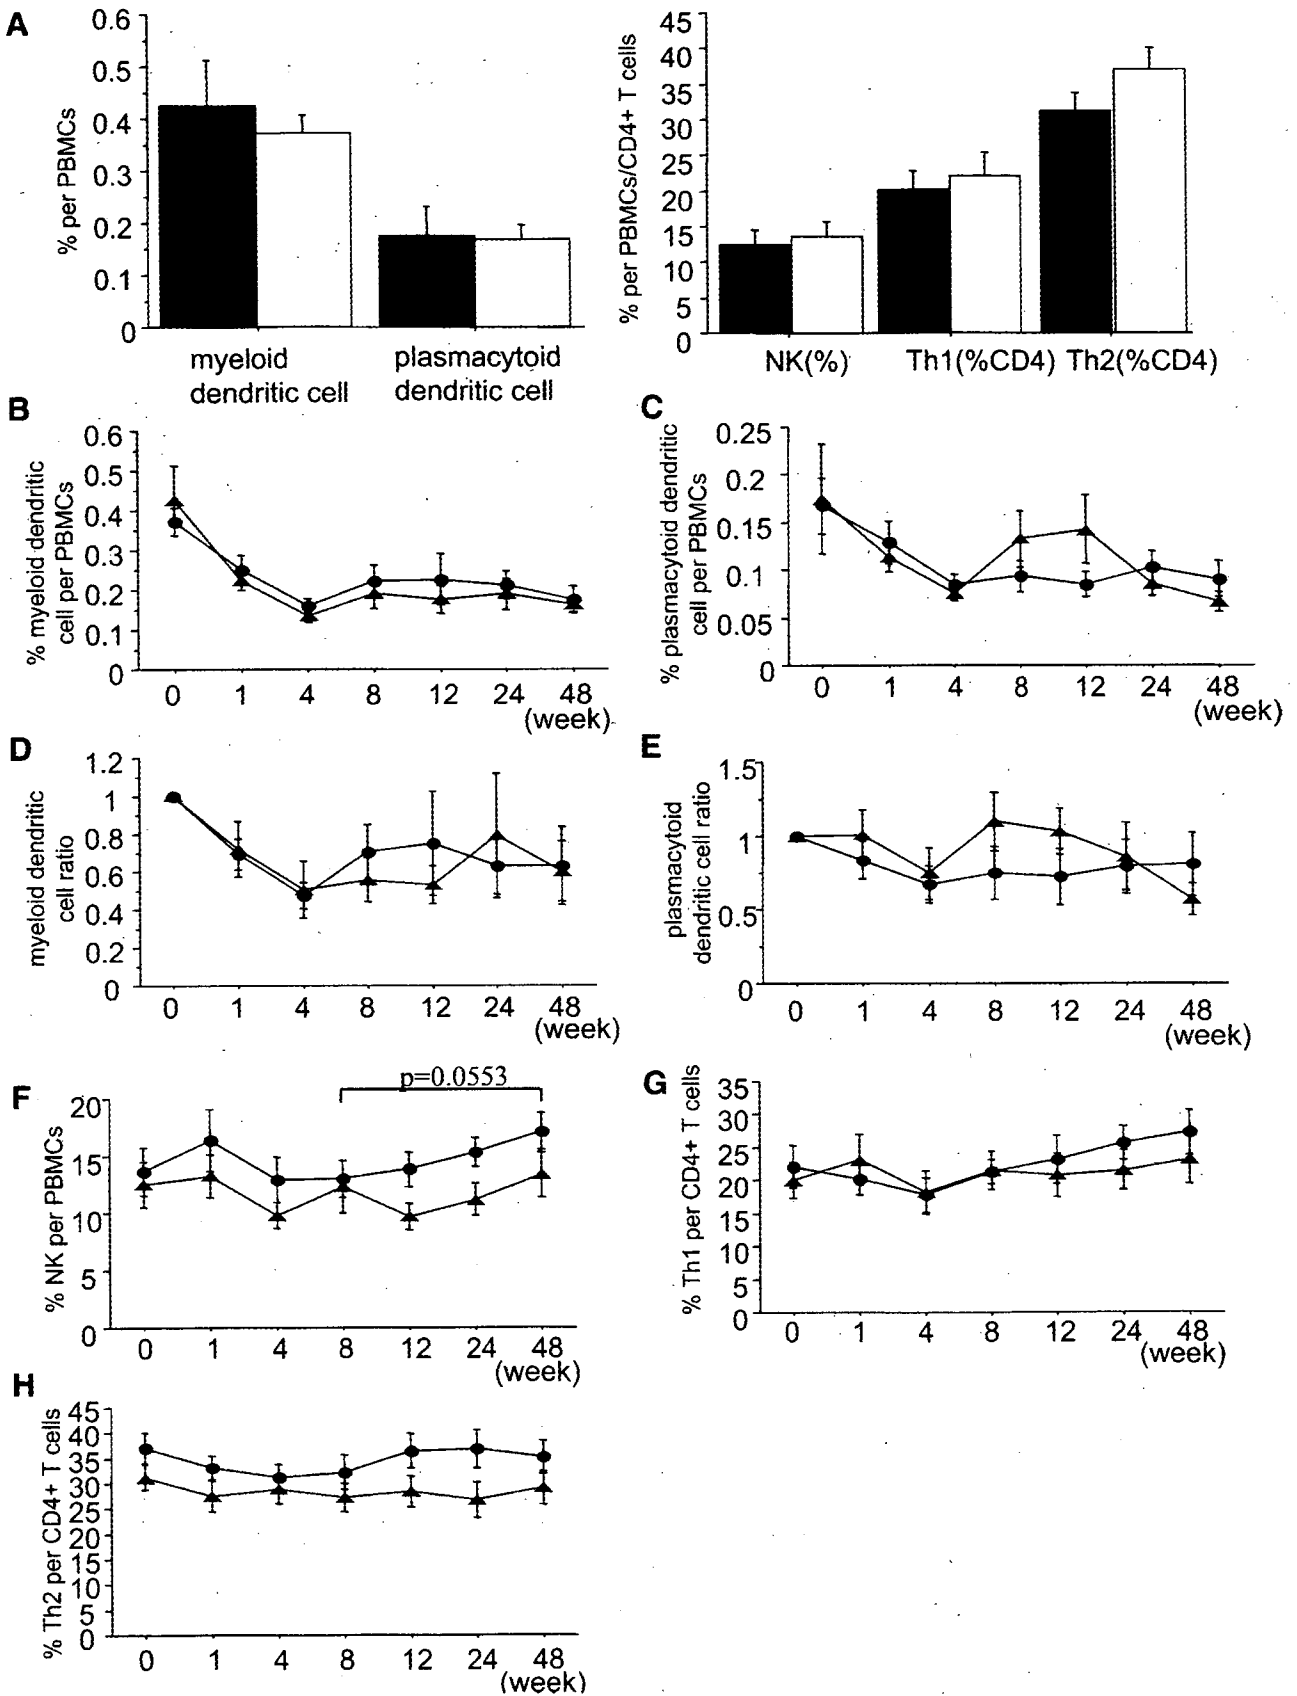 A
0.6
0.5
0.4
0.3
0.2
0.1
0
% per PBMCs
myeloid
dendritic cell
plasmacytoid
dendritic cell
45
40
35
30
25
20
15
10
5
0
% per PBMCs/CD4+ T cells
NK(%)
Th1(%CD4)
Th2(%CD4)
B
0.6
0.5
0.4
0.3
0.2
0.1
0
% myeloid dendritic
cell per PBMCs
0 1 4 8 12 24 48
(week)
C
0.25
0.2
0.15
0.1
0.05
0
% plasmacytoid dendritic
cell per PBMCs
0 1 4 8 12 24 48
(week)
D
1.2
1
0.8
0.6
0.4
0.2
0
myeloid dendritic
cell ratio
0 1 4 8 12 24 48
(week)
E
1.5
1
0.5
0
plasmacytoid
dendritic cell ratio
0 1 4 8 12 24 48
(week)
F
p=0.0553
20
15
10
5
0
% NK per PBMCs
0 1 4 8 12 24 48
(week)
G
35
30
25
20
15
10
5
0
% Th1 per CD4+ T cells
0 1 4 8 12 24 48
(week)
H
45
40
35
30
25
20
15
10
5
0
% Th2 per CD4+ T cells
0 1 4 8 12 24 48
(week)